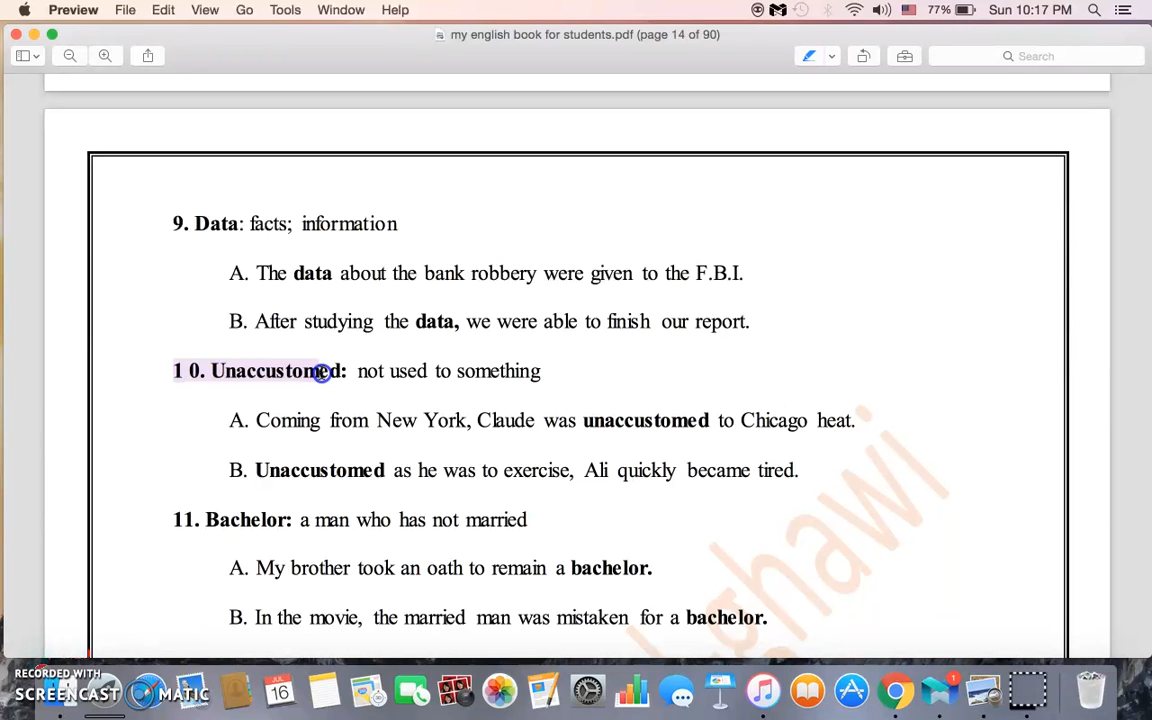 Preview File Edit View Go Tools Window Help 77% Sun 10:17 PM
my english book for students.pdf (page 14 of 90)
Search
9. Data: facts; information
A. The data about the bank robbery were given to the F.B.I.
B. After studying the data, we were able to finish our report.
1 0. Unaccustomed: not used to something
A. Coming from New York, Claude was unaccustomed to Chicago heat.
B. Unaccustomed as he was to exercise, Ali quickly became tired.
11. Bachelor: a man who has not married
A. My brother took an oath to remain a bachelor.
B. In the movie, the married man was mistaken for a bachelor.
RECORDED WITH
SCREENCAST MATIC
JUL
16
1